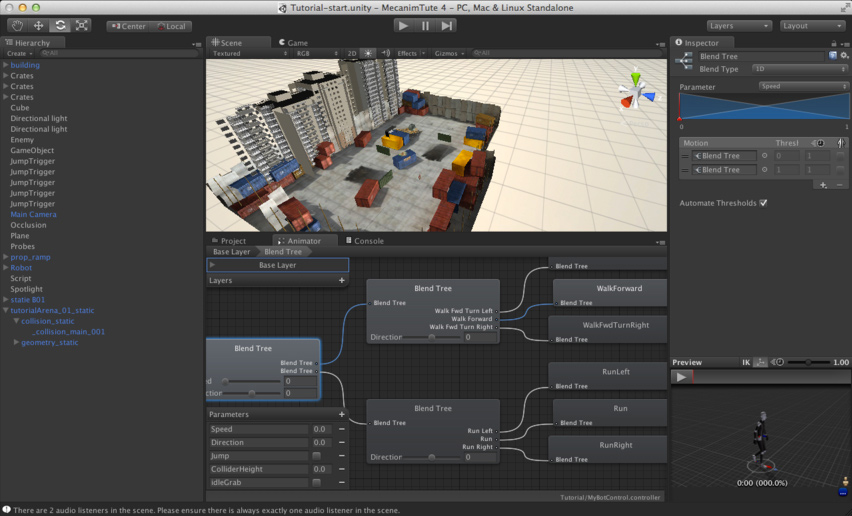 Tutorial-start.unity - MecanimTute 4 - PC, Mac & Linux Standalone
Center
Local
Layers
Layout
Hierarchy
Create
All
building
Crates
Crates
Crates
Cube
Directional light
Directional light
Enemy
GameObject
JumpTrigger
JumpTrigger
JumpTrigger
JumpTrigger
JumpTrigger
Main Camera
Occlusion
Plane
Probes
prop_ramp
Robot
Script
Spotlight
static B01
tutorialArena_01_static
collision_static
_collision_main_001
geometry_static
Scene
Game
Textured
RGB
2D
Effects
Gizmos
All
Project
Animator
Console
Base Layer
Blend Tree
Base Layer
Layers
+
Blend Tree
Blend Tree
Blend Tree
0
ction
0
Blend Tree
Blend Tree
Walk Fwd Turn Left
Walk Forward
Walk Fwd Turn Right
Direction
0
Blend Tree
WalkForward
Blend Tree
WalkFwdTurnRight
Blend Tree
Blend Tree
Blend Tree
Run Left
Run
Run Right
Direction
0
RunLeft
Blend Tree
Run
Blend Tree
RunRight
Blend Tree
Parameters
+
Speed
0.0
Direction
0.0
Jump
ColliderHeight
0.0
idleGrab
Tutorial/MyBotControl.controller
Inspector
Blend Tree
Blend Type
1D
Parameter
Speed
0
1
Motion
Thresl
Blend Tree
0
1
Blend Tree
1
1
Automate Thresholds
Preview
IK
1.00
0:00 (000.0%)
There are 2 audio listeners in the scene. Please ensure there is always exactly one audio listener in the scene.